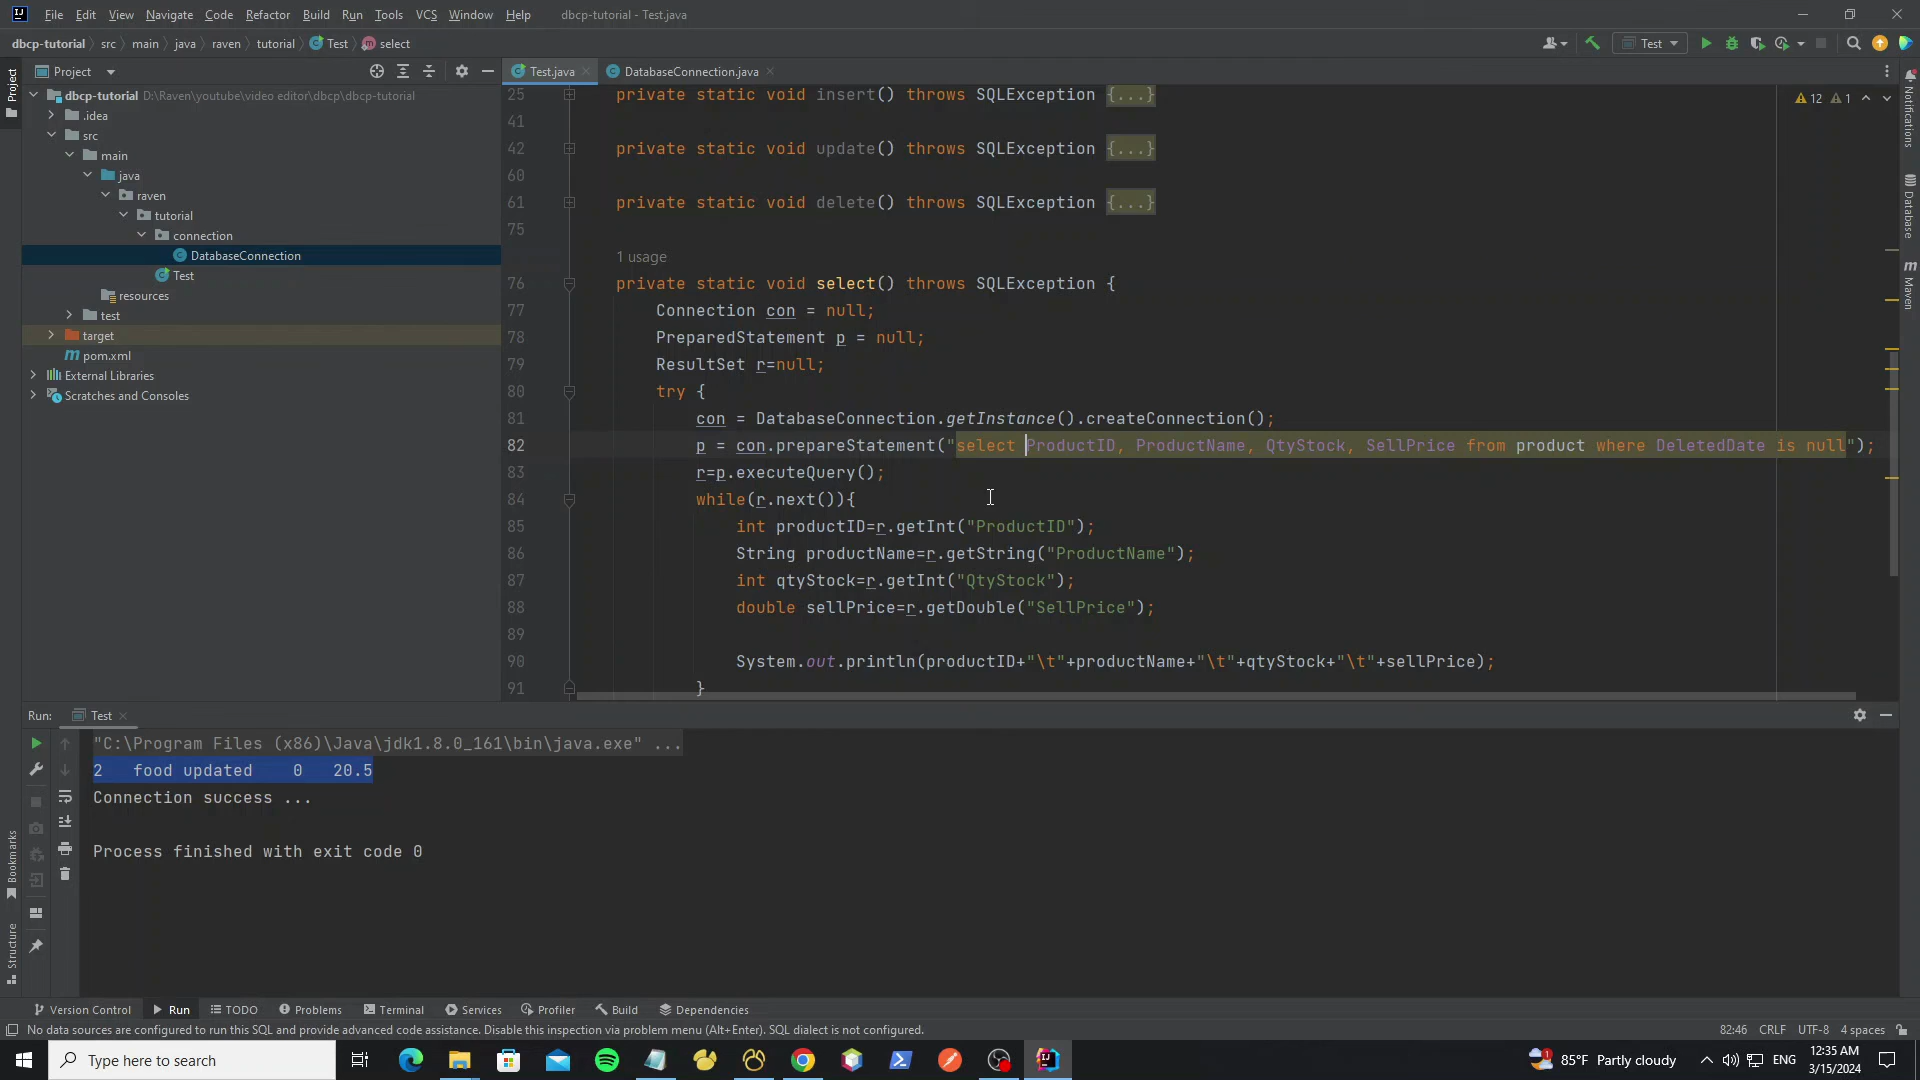 File Edit View Navigate Code Refactor Build Run Tools VCS Window Help dbcp-tutorial - Test.java
dbcp-tutorial src main java raven tutorial Test select
Test
Project
Test.java
DatabaseConnection.java
dbcp-tutorial D:\Raven\youtube\video editor\dbcp\dbcp-tutorial
.idea
src
main
java
raven
tutorial
connection
DatabaseConnection
Test
resources
test
target
pom.xml
External Libraries
Scratches and Consoles
Project
Bookmarks
Structure
Notifications
Database
Maven
12 1
25 private static void insert() throws SQLException {...}
41
42 private static void update() throws SQLException {...}
60
61 private static void delete() throws SQLException {...}
75
1 usage
76 private static void select() throws SQLException {
77 Connection con = null;
78 PreparedStatement p = null;
79 ResultSet r=null;
80 try {
81 con = DatabaseConnection.getInstance().createConnection();
82 p = con.prepareStatement("select ProductID, ProductName, QtyStock, SellPrice from product where DeletedDate is null");
83 r=p.executeQuery();
84 while(r.next()){
85 int productID=r.getInt("ProductID");
86 String productName=r.getString("ProductName");
87 int qtyStock=r.getInt("QtyStock");
88 double sellPrice=r.getDouble("SellPrice");
89
90 System.out.println(productID+"\t"+productName+"\t"+qtyStock+"\t"+sellPrice);
91 }
Run: Test
"C:\Program Files (x86)\Java\jdk1.8.0_161\bin\java.exe" ...
2 food updated 0 20.5
Connection success ...
Process finished with exit code 0
Version Control Run TODO Problems Terminal Services Profiler Build Dependencies
No data sources are configured to run this SQL and provide advanced code assistance. Disable this inspection via problem menu (Alt+Enter). SQL dialect is not configured. 82:46 CRLF UTF-8 4 spaces
Type here to search
1 85°F Partly cloudy ENG
12:35 AM
3/15/2024